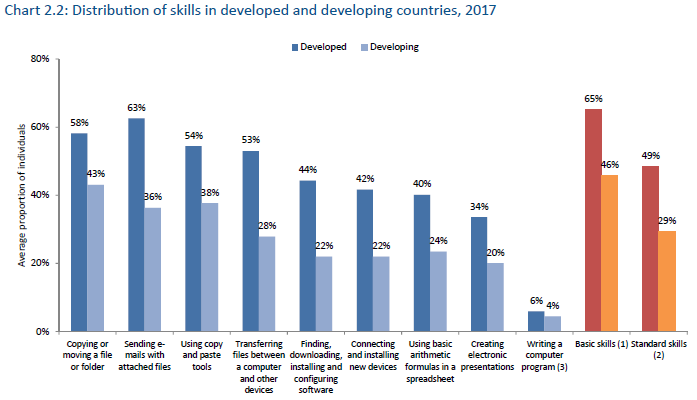 Chart 2.2: Distribution of skills in developed and developing countries, 2017
Developed Developing
Average proportion of individuals
80%
60%
40%
20%
0%
58%
43%
63%
36%
54%
38%
53%
28%
44%
22%
42%
22%
40%
24%
34%
20%
6%
4%
65%
46%
49%
29%
Copying or
moving a file
or folder
Sending e-
mails with
attached files
Using copy
and paste
tools
Transferring
files between
a computer
and other
devices
Finding,
downloading,
installing and
configuring
software
Connecting
and installing
new devices
Using basic
arithmetic
formulas in a
spreadsheet
Creating
electronic
presentations
Writing a
computer
program (3)
Basic skills (1)
Standard skills
(2)